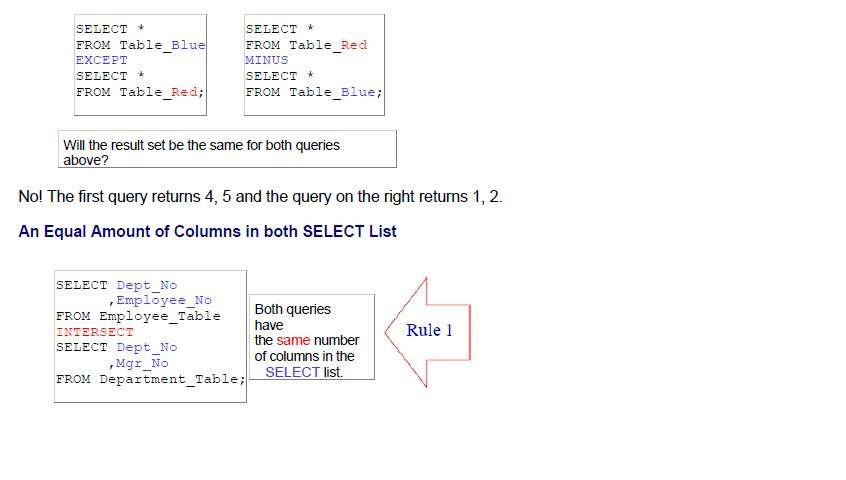 SELECT *
FROM Table_Blue
EXCEPT
SELECT *
FROM Table_Red;
SELECT *
FROM Table_Red
MINUS
SELECT *
FROM Table_Blue;
Will the result set be the same for both queries
above?
No! The first query returns 4, 5 and the query on the right returns 1, 2.
An Equal Amount of Columns in both SELECT List
SELECT Dept_No
,Employee_No
FROM Employee_Table
INTERSECT
SELECT Dept_No
,Mgr_No
FROM Department_Table;
Both queries
have
the same number
of columns in the
SELECT list.
Rule 1